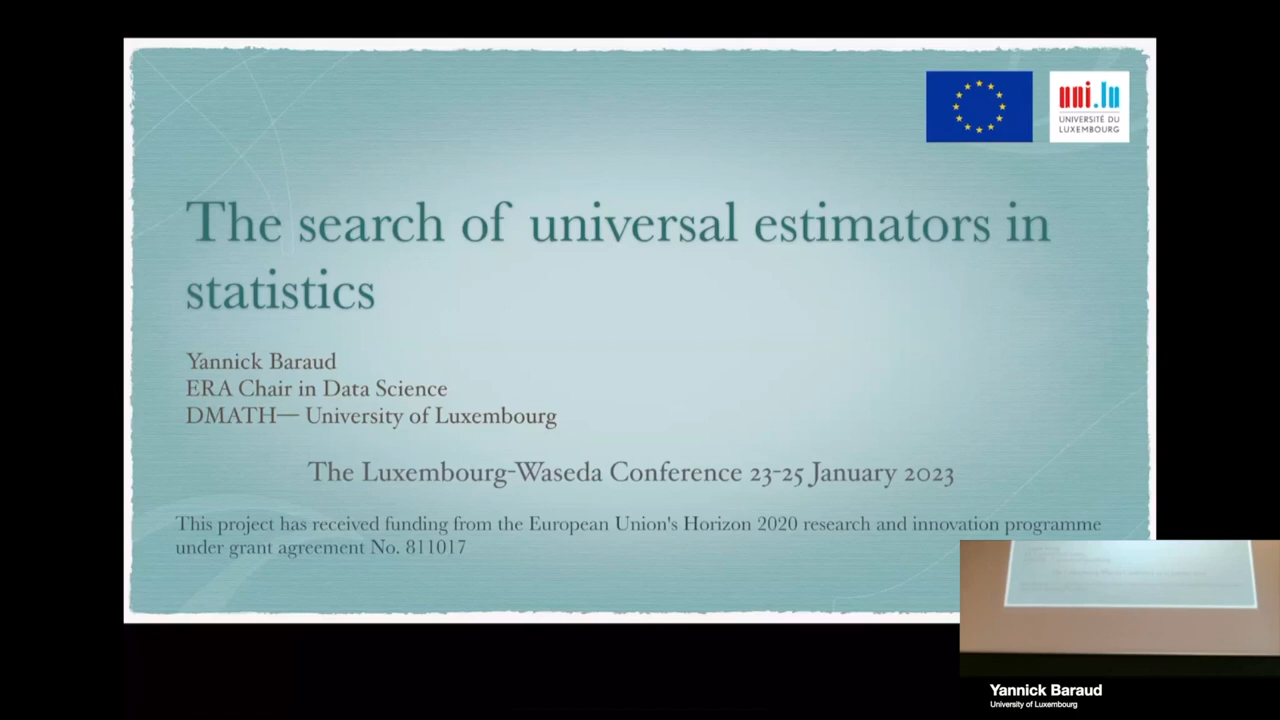 uni.lu
UNIVERSITÉ DU
LUXEMBOURG
The search of universal estimators in
statistics
Yannick Baraud
ERA Chair in Data Science
DMATH— University of Luxembourg
The Luxembourg-Waseda Conference 23-25 January 2023
This project has received funding from the European Union's Horizon 2020 research and innovation programme
under grant agreement No. 811017
Yannick Baraud
University of Luxembourg